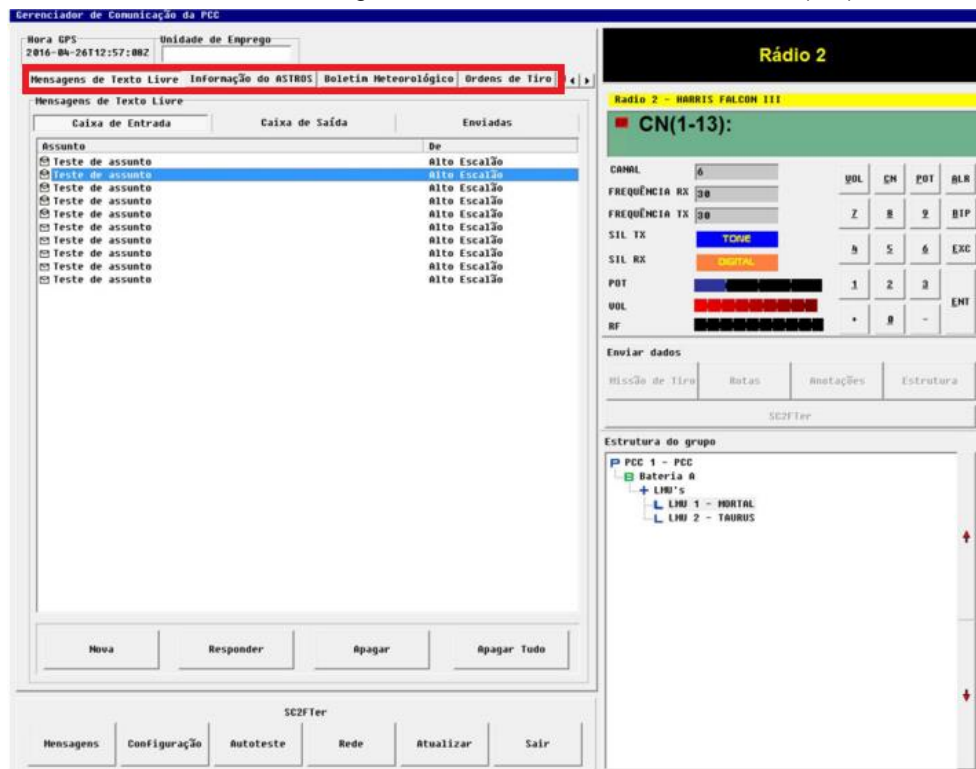 Gerenciador de Comunicação da PCC
Hora GPS
Unidade de Emprego
2016-04-26T12:57:08Z
Mensagens de Texto Livre Informação do ASTROS Boletim Meteorológico Ordens de Tiro
Mensagens de Texto Livre
Caixa de Entrada Caixa de Saída Enviadas
Assunto De
Teste de assunto Alto Escalão
Teste de assunto Alto Escalão
Teste de assunto Alto Escalão
Teste de assunto Alto Escalão
Teste de assunto Alto Escalão
Teste de assunto Alto Escalão
Teste de assunto Alto Escalão
Teste de assunto Alto Escalão
Teste de assunto Alto Escalão
Teste de assunto Alto Escalão
Nova Responder Apagar Apagar Tudo
SC2FTer
Mensagens Configuração Autoteste Rede Atualizar Sair
Rádio 2
Radio 2 - HARRIS FALCON III
CN(1-13):
CANAL 6
FREQUÊNCIA RX 30
FREQUÊNCIA TX 30
SIL TX TONE
SIL RX DIGITAL
POT
VOL
RF
VOL CN POT ALR
7 8 9 BIP
4 5 6 EXC
1 2 3
ENT
. 0 -
Enviar dados
Missão de Tiro Rotas Anotações Estrutura
SC2FTer
Estrutura do grupo
P PCC 1 - PCC
B Bateria A
+ LMU's
L LMU 1 - MORTAL
L LMU 2 - TAURUS